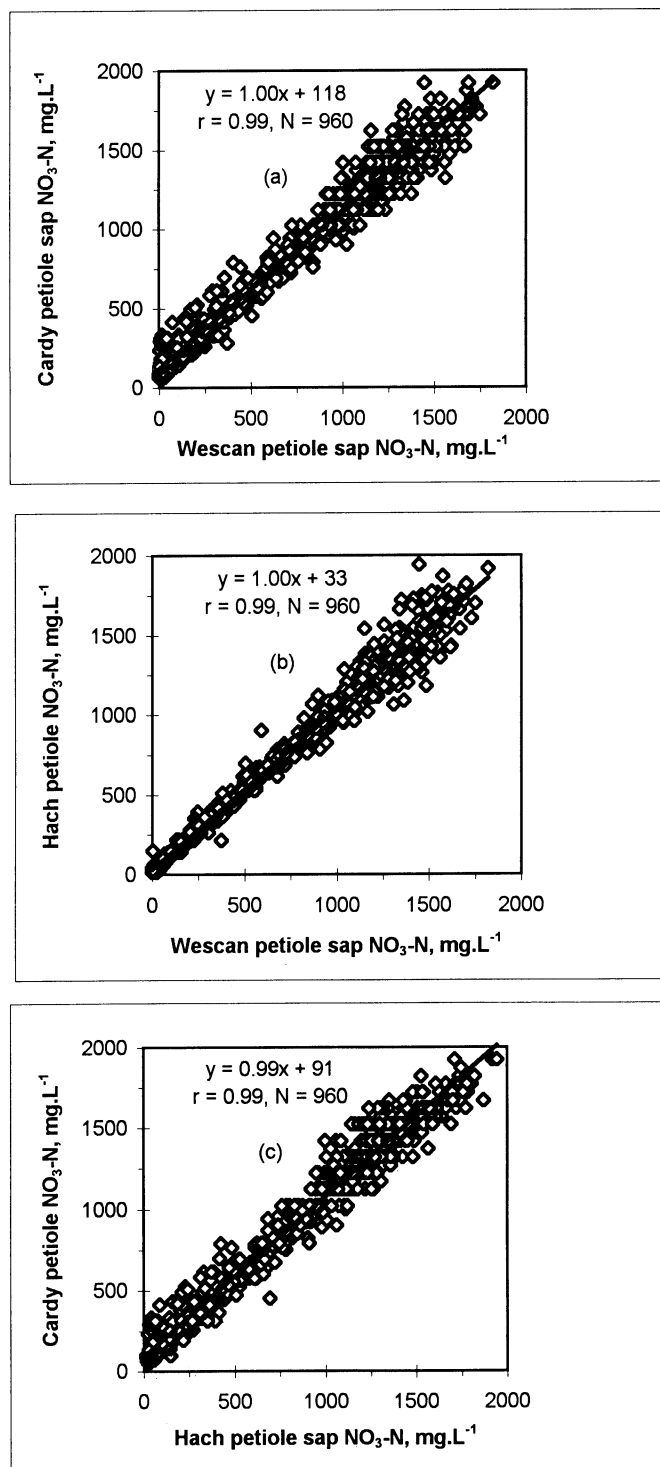 2000
1500
1000
500
0
Cardy petiole sap NO₃-N, mg.L⁻¹
y = 1.00x + 118
r = 0.99, N = 960
(a)
0 500 1000 1500 2000
Wescan petiole sap NO₃-N, mg.L⁻¹
2000
1500
1000
500
0
Hach petiole NO₃-N, mg.L⁻¹
y = 1.00x + 33
r = 0.99, N = 960
(b)
0 500 1000 1500 2000
Wescan petiole sap NO₃-N, mg.L⁻¹
2000
1500
1000
500
0
Cardy petiole NO₃-N, mg.L⁻¹
y = 0.99x + 91
r = 0.99, N = 960
(c)
0 500 1000 1500 2000
Hach petiole sap NO₃-N, mg.L⁻¹